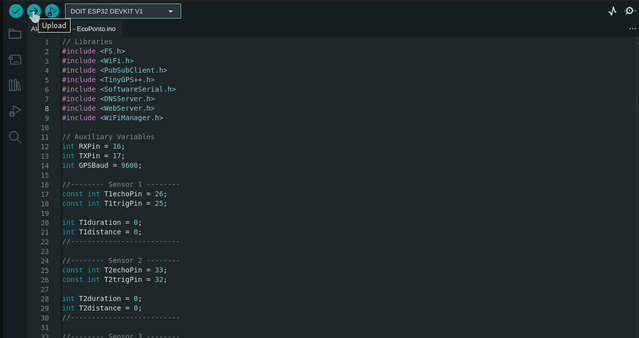 DOIT ESP32 DEVKIT V1
Upload
- EcoPonto.ino
1 // Libraries
2 #include <FS.h>
3 #include <WiFi.h>
4 #include <PubSubClient.h>
5 #include <TinyGPS++.h>
6 #include <SoftwareSerial.h>
7 #include <DNSServer.h>
8 #include <WebServer.h>
9 #include <WiFiManager.h>
10
11 // Auxiliary Variables
12 int RXPin = 16;
13 int TXPin = 17;
14 int GPSBaud = 9600;
15
16 //-------- Sensor 1 --------
17 const int T1echoPin = 26;
18 const int T1trigPin = 25;
19
20 int T1duration = 0;
21 int T1distance = 0;
22 //-------------------------
23
24 //-------- Sensor 2 --------
25 const int T2echoPin = 33;
26 const int T2trigPin = 32;
27
28 int T2duration = 0;
29 int T2distance = 0;
30 //-------------------------
31
32 //-------- Sensor 3 --------